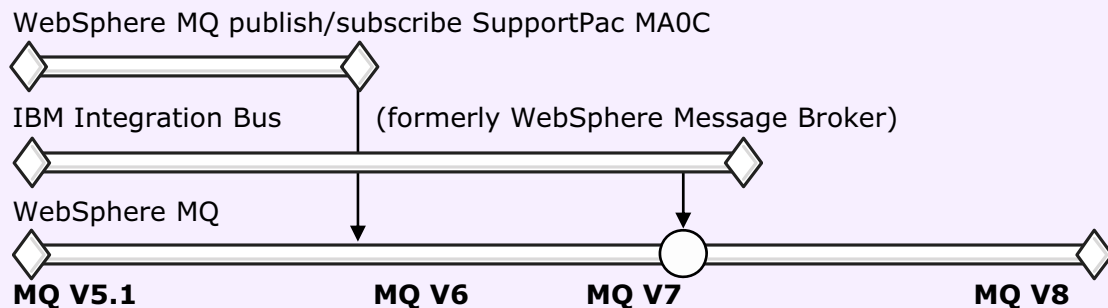 WebSphere MQ publish/subscribe SupportPac MA0C
IBM Integration Bus (formerly WebSphere Message Broker)
WebSphere MQ
MQ V5.1 MQ V6 MQ V7 MQ V8